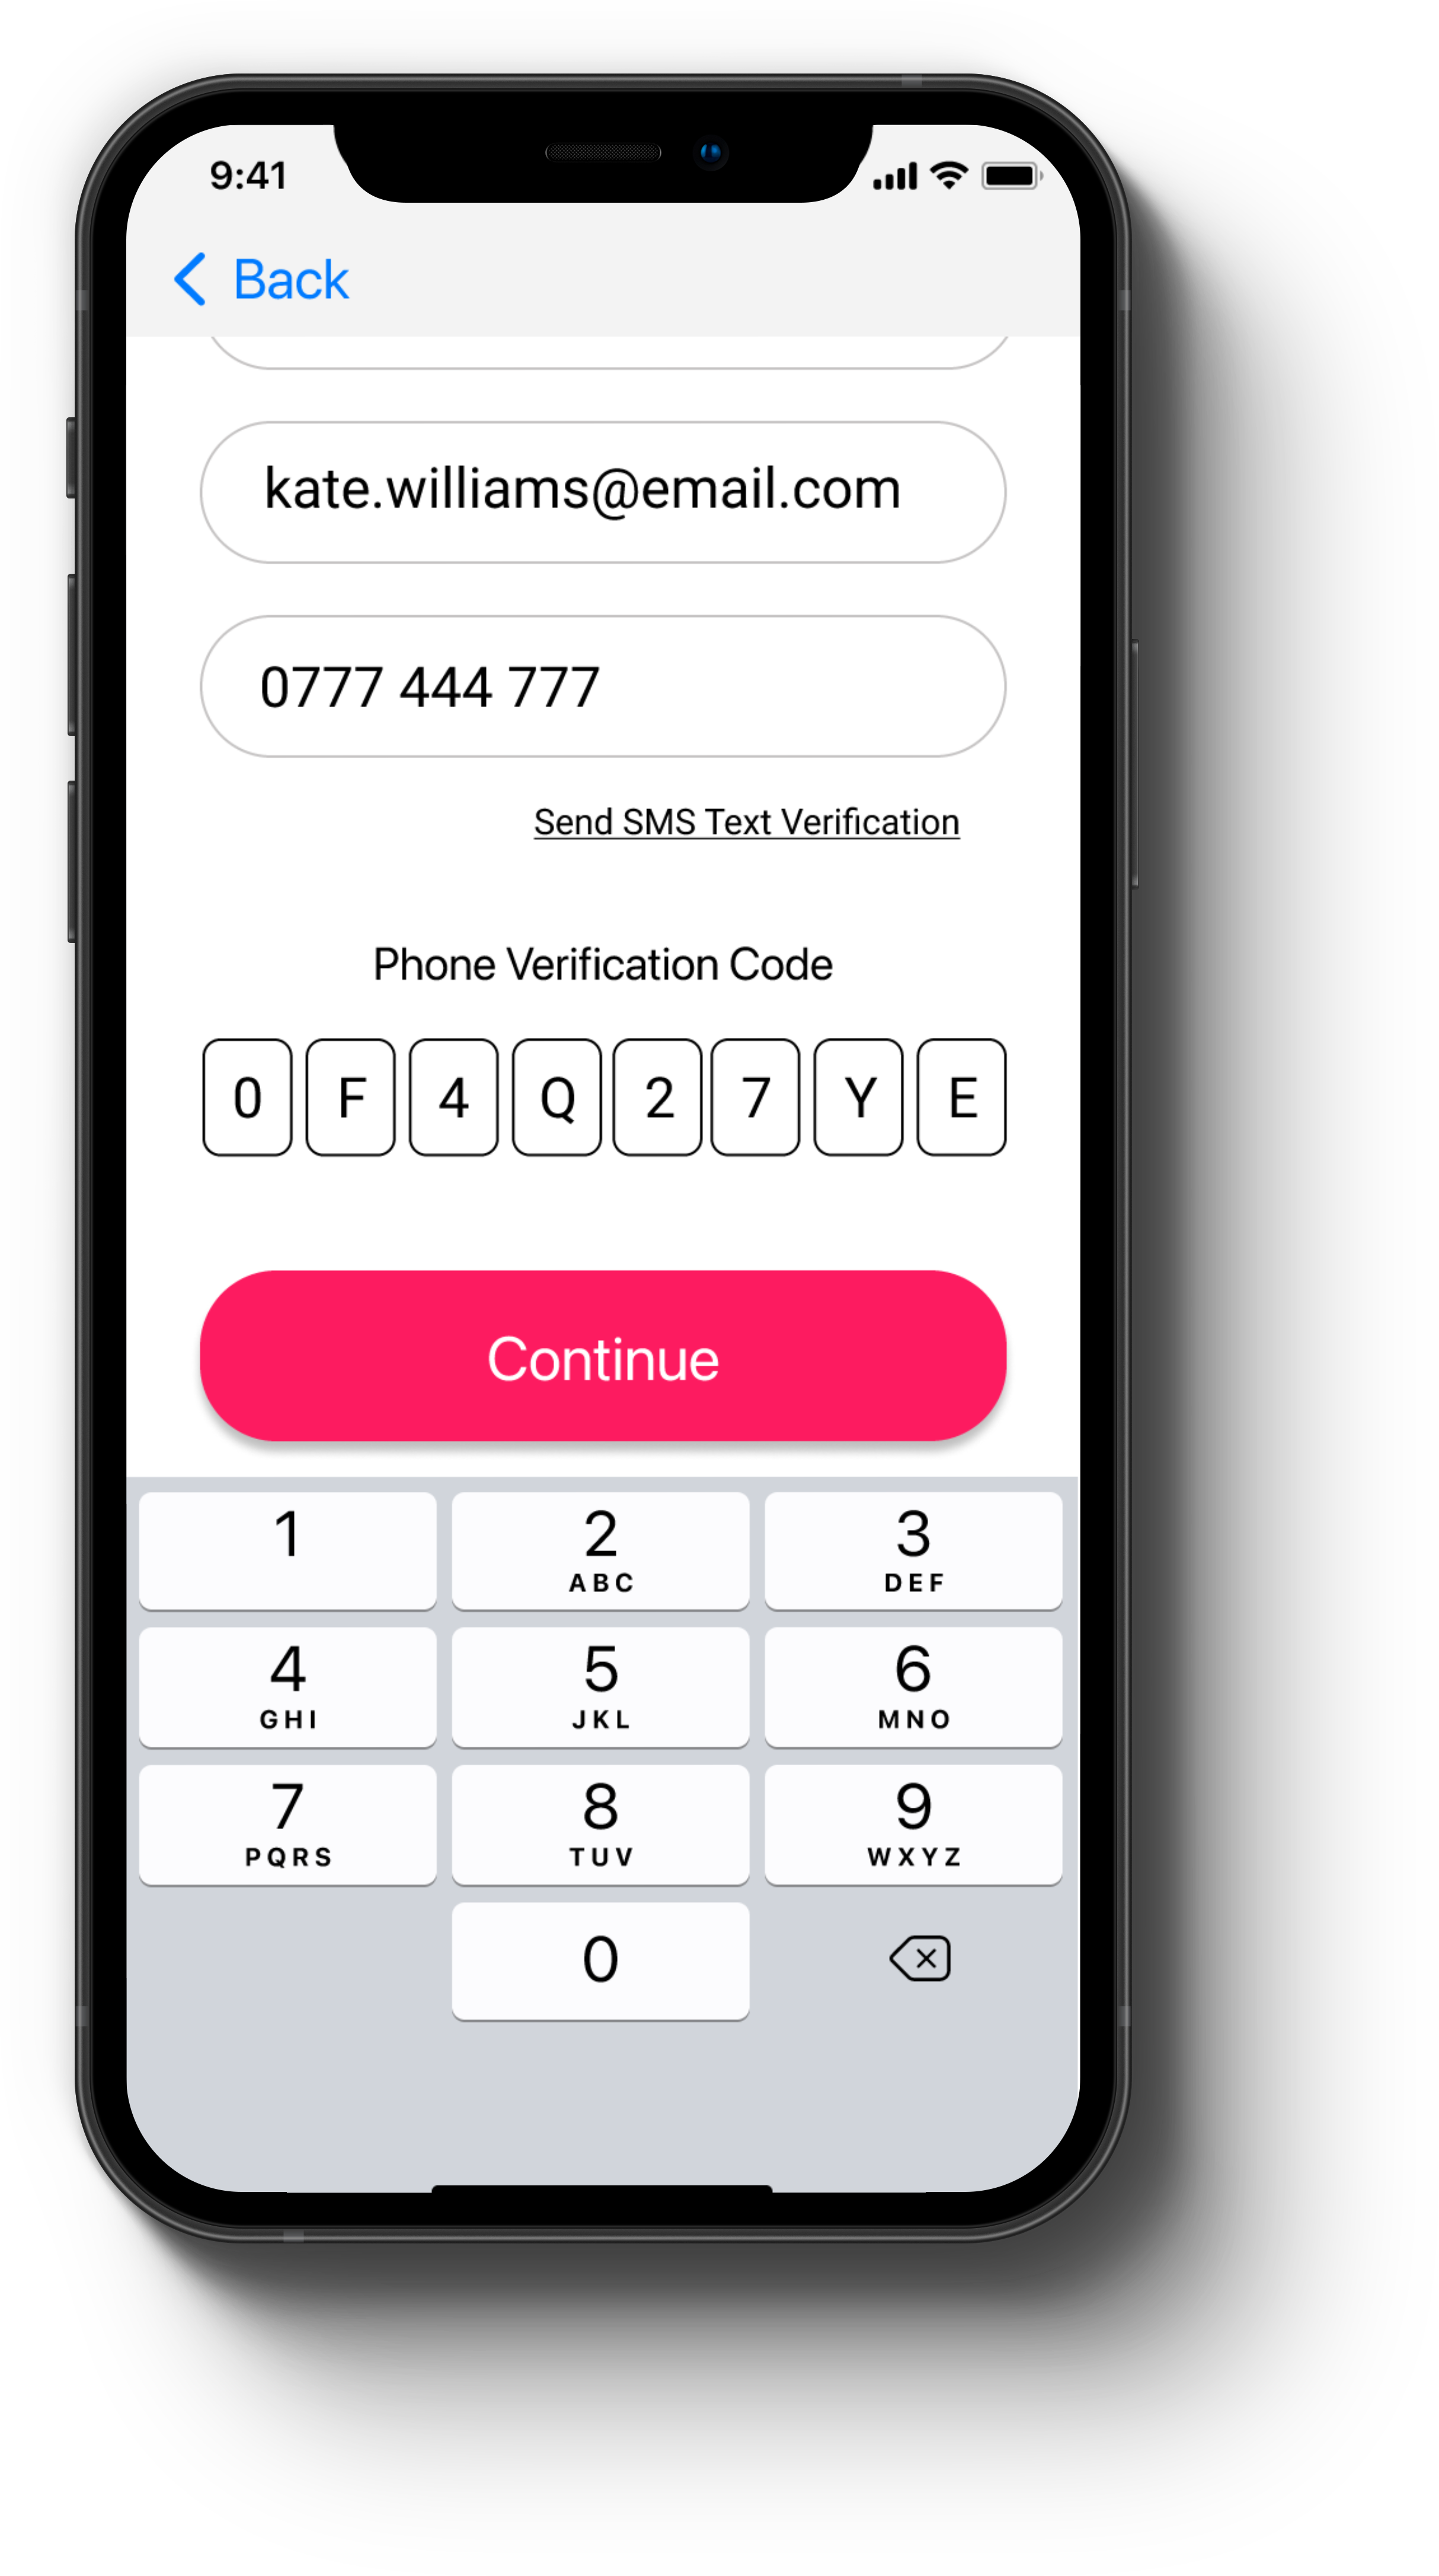 9:41
Back
kate.williams@email.com
0777 444 777
Send SMS Text Verification
Phone Verification Code
0 F 4 Q 2 7 Y E
Continue
1 2 3
ABC DEF
4 5 6
GHI JKL MNO
7 8 9
PQRS TUV WXYZ
0